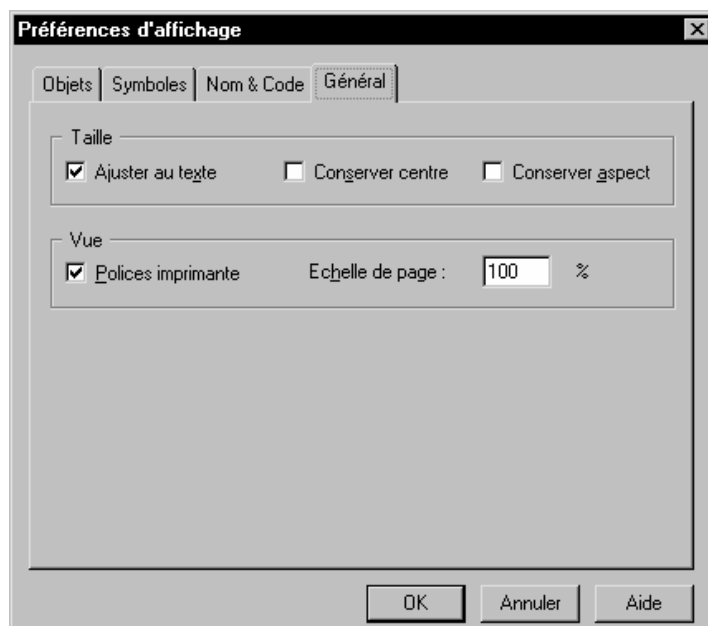 Préférences d'affichage
Objets Symboles Nom & Code Général
Taille
Ajuster au texte Conserver centre Conserver aspect
Vue
Polices imprimante Echelle de page : 100 %
OK Annuler Aide